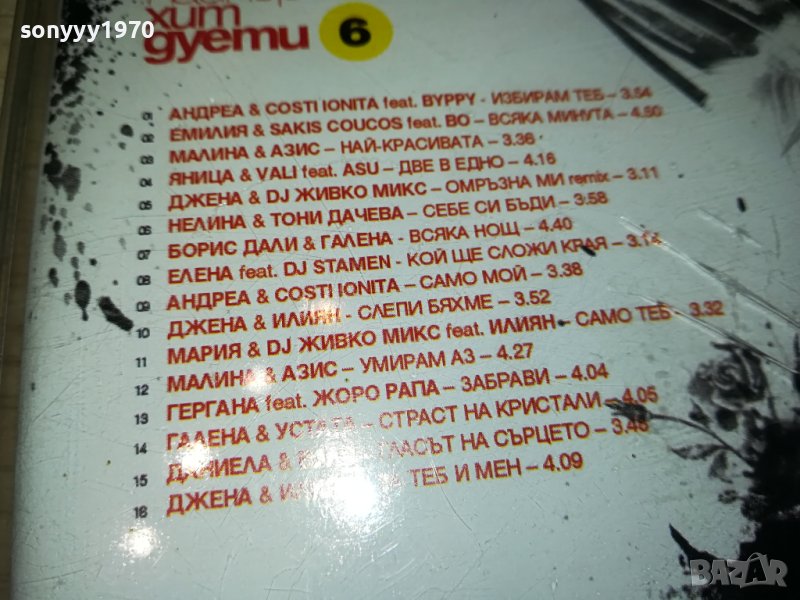 sonyyy1970
хит
дуети 6
01 АНДРЕА & COSTI IONITA feat. BYPPY - ИЗБИРАМ ТЕБ – 3.54
02 ЕМИЛИЯ & SAKIS COUCOS feat. BO – ВСЯКА МИНУТА – 4.50
03 МАЛИНА & АЗИС – НАЙ-КРАСИВАТА – 3.36
04 ЯНИЦА & VALI feat. ASU – ДВЕ В ЕДНО – 4.16
05 ДЖЕНА & DJ ЖИВКО МИКС – ОМРЪЗНА МИ remix – 3.11
06 НЕЛИНА & ТОНИ ДАЧЕВА – СЕБЕ СИ БЪДИ – 3.58
07 БОРИС ДАЛИ & ГАЛЕНА - ВСЯКА НОЩ – 4.40
08 ЕЛЕНА feat. DJ STAMEN - КОЙ ЩЕ СЛОЖИ КРАЯ – 3.14
09 АНДРЕА & COSTI IONITA – САМО МОЙ – 3.38
10 ДЖЕНА & ИЛИЯН - СЛЕПИ БЯХМЕ – 3.52
11 МАРИЯ & DJ ЖИВКО МИКС feat. ИЛИЯН – САМО ТЕБ – 3.32
12 МАЛИНА & АЗИС – УМИРАМ АЗ – 4.27
13 ГЕРГАНА feat. ЖОРО РАПА – ЗАБРАВИ – 4.04
14 ГАЛЕНА & УСТАТА – СТРАСТ НА КРИСТАЛИ – 4.05
15 ДАНИЕЛА & ГЛАСЪТ НА СЪРЦЕТО – 3.48
16 ДЖЕНА & ТЕБ И МЕН – 4.09
BAZAR